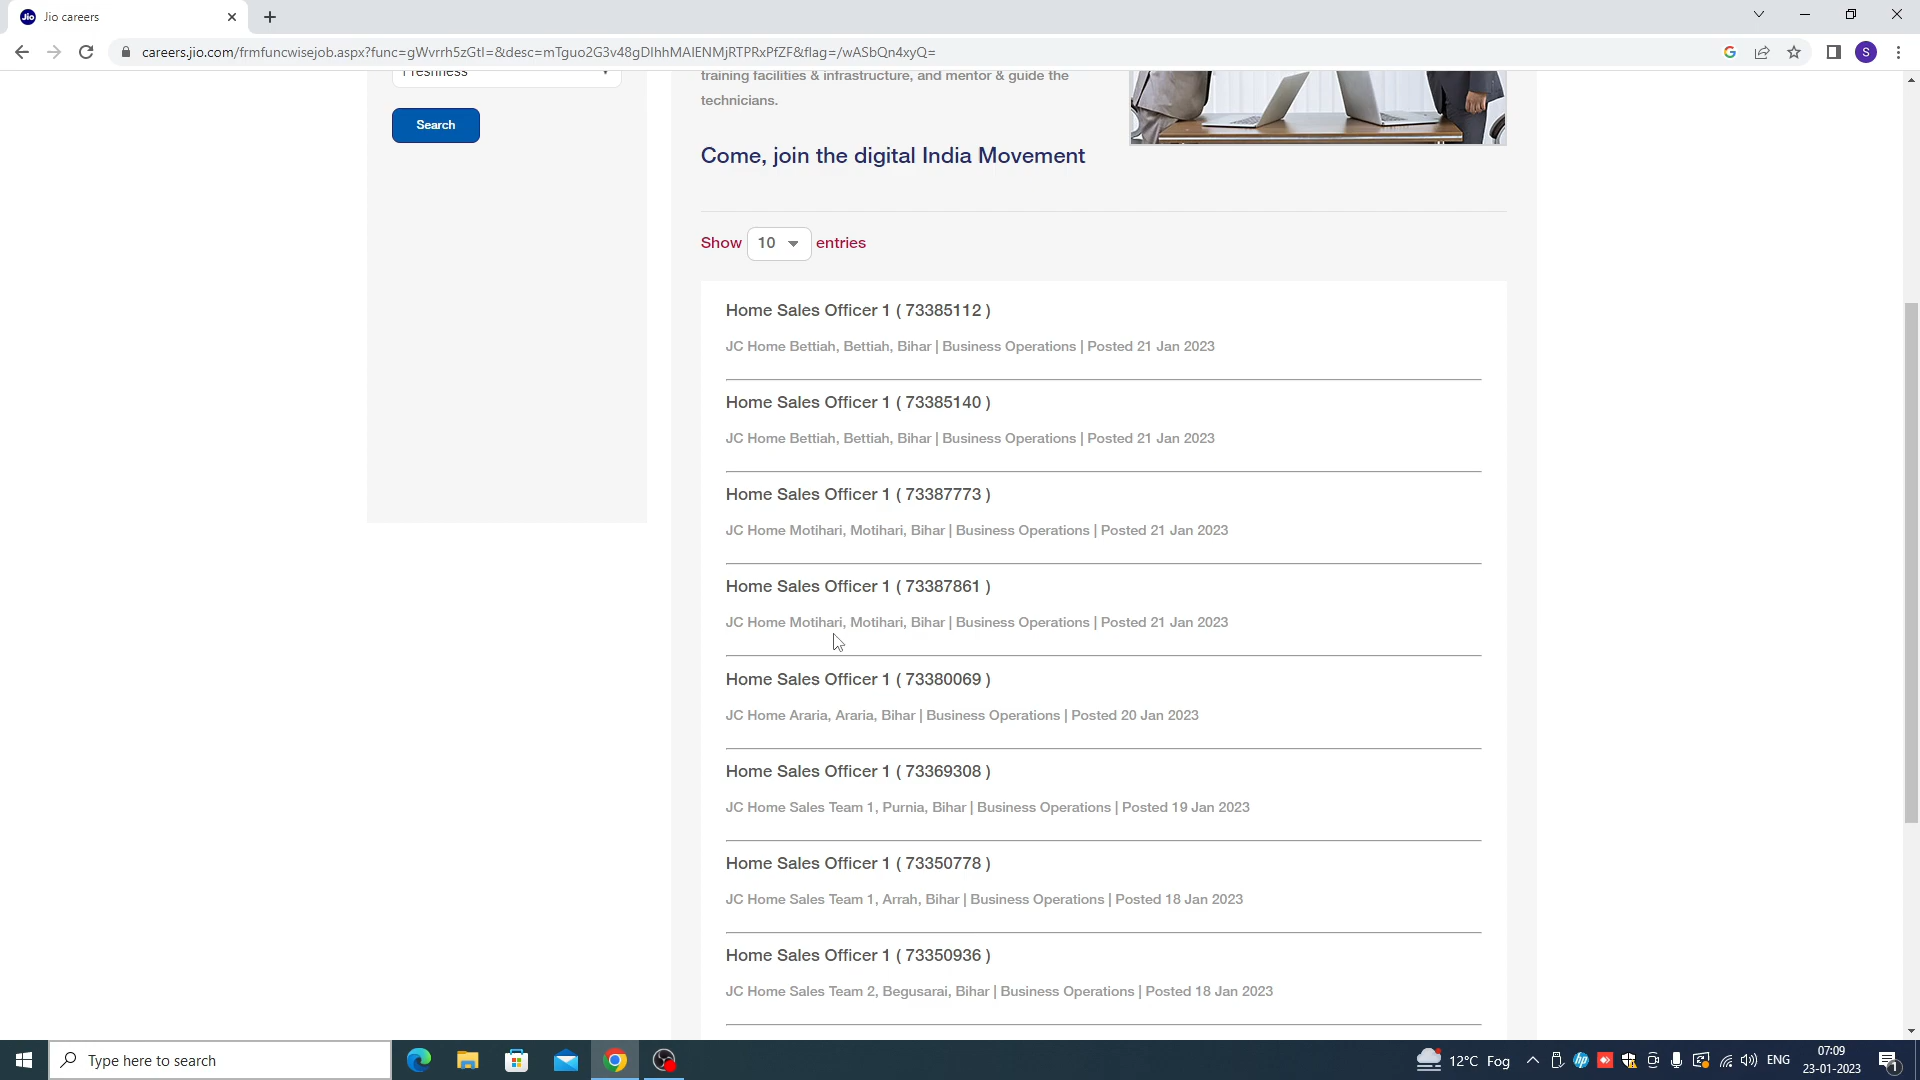 Jio careers
careers.jio.com/frmfuncwisejob.aspx?func=gWvrrh5zGtI=&desc=mTguo2G3v48gDIhhMAIENMjRTPRxPfZF&flag=/wASbQn4xyQ=
S
Freshness
Search
training facilities & infrastructure, and mentor & guide the
technicians.
Come, join the digital India Movement
Show 10 entries
Home Sales Officer 1 ( 73385112 )
JC Home Bettiah, Bettiah, Bihar | Business Operations | Posted 21 Jan 2023
Home Sales Officer 1 ( 73385140 )
JC Home Bettiah, Bettiah, Bihar | Business Operations | Posted 21 Jan 2023
Home Sales Officer 1 ( 73387773 )
JC Home Motihari, Motihari, Bihar | Business Operations | Posted 21 Jan 2023
Home Sales Officer 1 ( 73387861 )
JC Home Motihari, Motihari, Bihar | Business Operations | Posted 21 Jan 2023
Home Sales Officer 1 ( 73380069 )
JC Home Araria, Araria, Bihar | Business Operations | Posted 20 Jan 2023
Home Sales Officer 1 ( 73369308 )
JC Home Sales Team 1, Purnia, Bihar | Business Operations | Posted 19 Jan 2023
Home Sales Officer 1 ( 73350778 )
JC Home Sales Team 1, Arrah, Bihar | Business Operations | Posted 18 Jan 2023
Home Sales Officer 1 ( 73350936 )
JC Home Sales Team 2, Begusarai, Bihar | Business Operations | Posted 18 Jan 2023
Type here to search
12°C Fog
ENG
07:09
23-01-2023
1